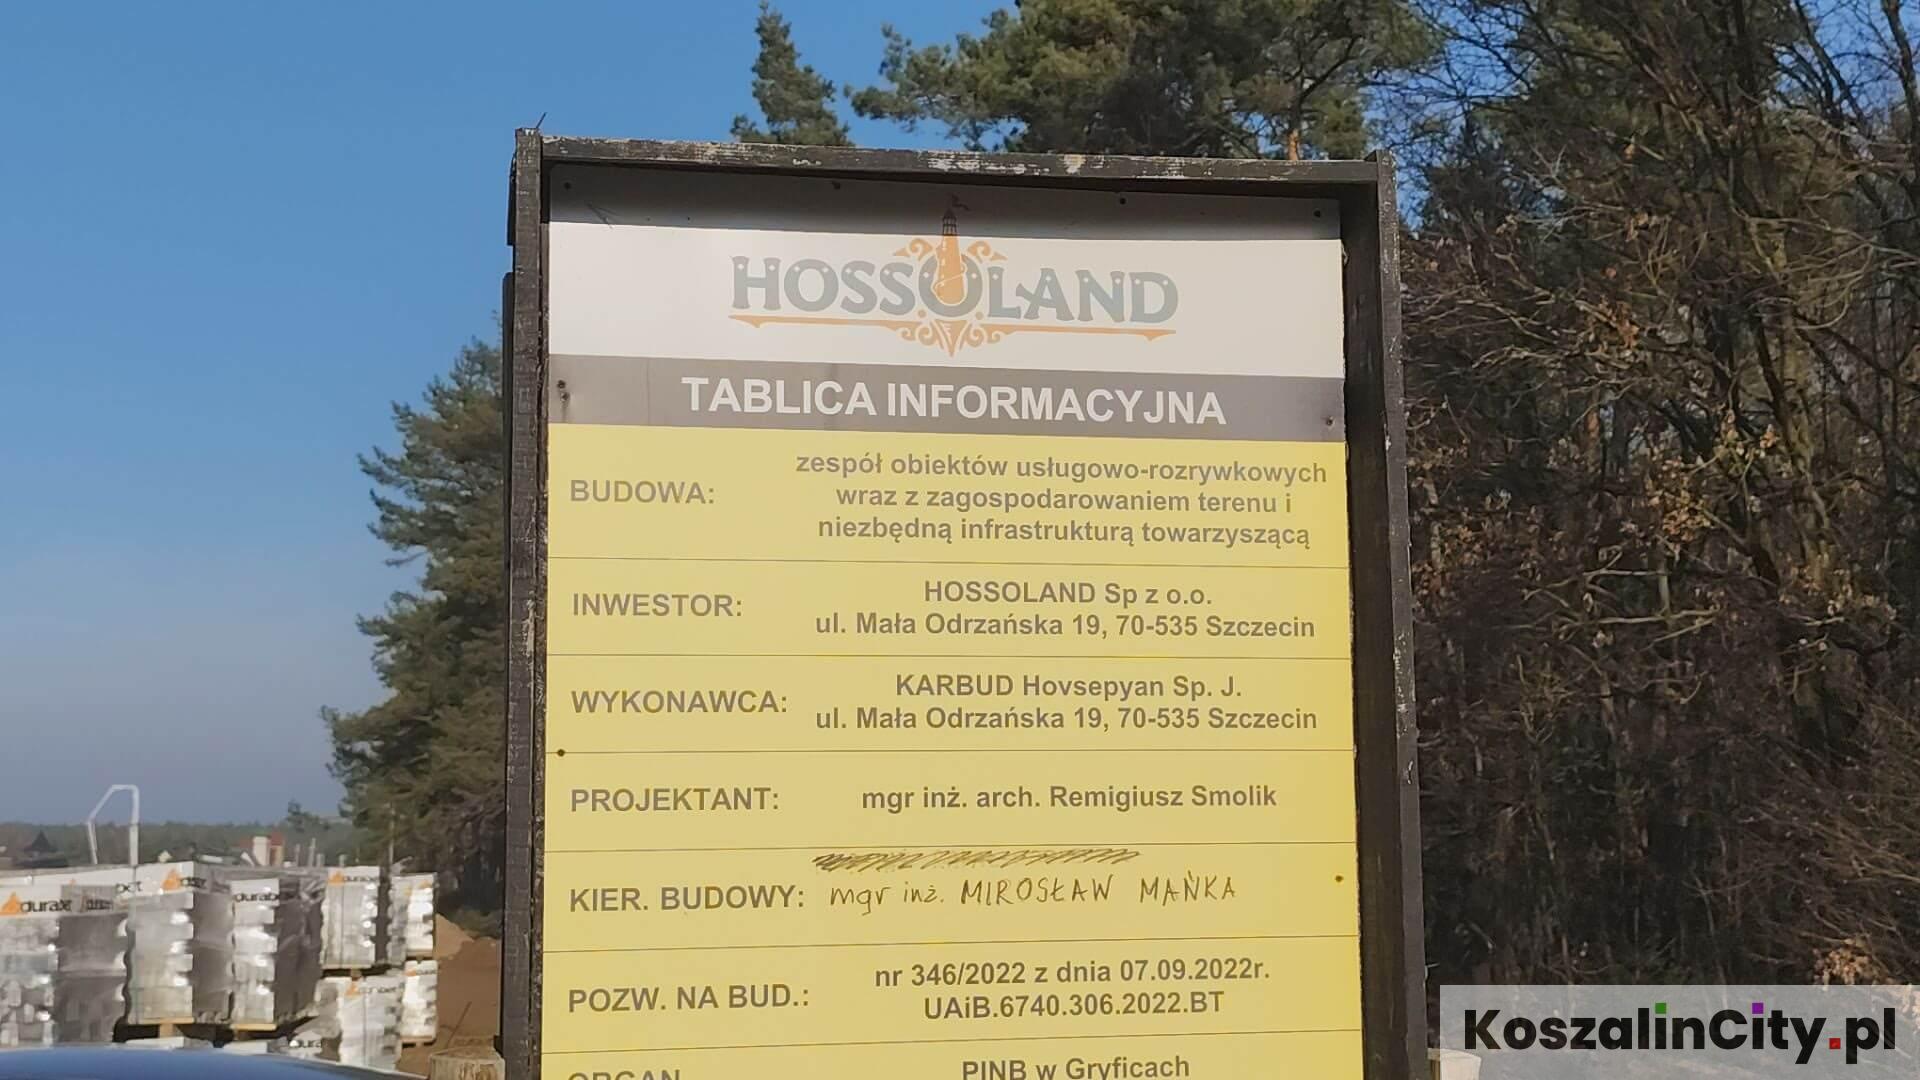 HOSSOLAND
TABLICA INFORMACYJNA
BUDOWA:
zespół obiektów usługowo-rozrywkowych
wraz z zagospodarowaniem terenu i
niezbędną infrastrukturą towarzyszącą
INWESTOR:
HOSSOLAND Sp z o.o.
ul. Mała Odrzańska 19, 70-535 Szczecin
WYKONAWCA:
KARBUD Hovsepyan Sp. J.
ul. Mała Odrzańska 19, 70-535 Szczecin
PROJEKTANT:
mgr inż. arch. Remigiusz Smolik
KIER. BUDOWY:
mgr inż. MIROSŁAW MAŃKA
POZW. NA BUD.:
nr 346/2022 z dnia 07.09.2022r.
UAiB.6740.306.2022.BT
ORGAN
PINB w Gryficach
KoszalinCity.pl